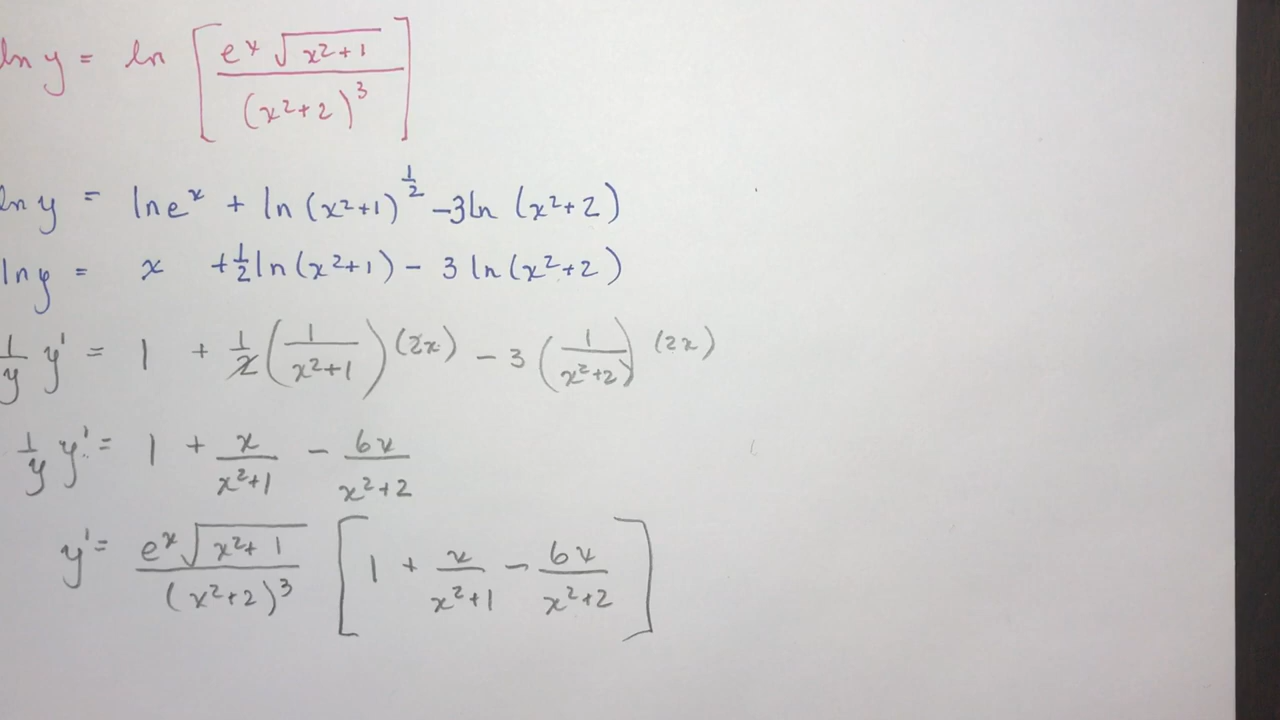 ln y = ln [ e^x √(x²+1) / (x²+2)³ ]
ln y = ln e^x + ln (x²+1)^(1/2) - 3 ln (x²+2)
ln y = x + 1/2 ln (x²+1) - 3 ln (x²+2)
1/y y' = 1 + 1/2 (1/(x²+1)) (2x) - 3 (1/(x²+2)) (2x)
1/y y' = 1 + x/(x²+1) - 6x/(x²+2)
y' = e^x √(x²+1) / (x²+2)³ [ 1 + x/(x²+1) - 6x/(x²+2) ]